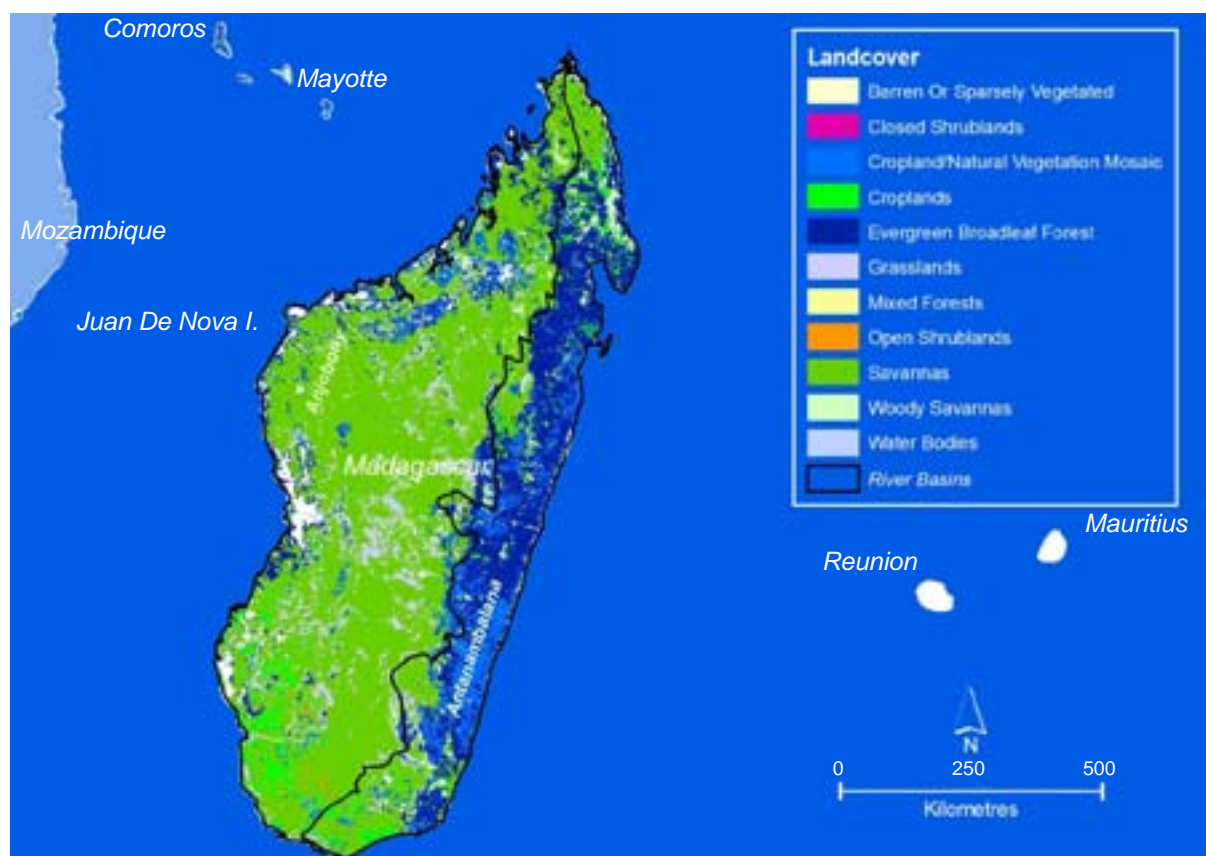 Comoros
Mayotte
Mozambique
Juan De Nova I.
Anjobony
Madagascar
Antanambalana
Landcover
Barren Or Sparsely Vegetated
Closed Shrublands
Cropland/Natural Vegetation Mosaic
Croplands
Evergreen Broadleaf Forest
Grasslands
Mixed Forests
Open Shrublands
Savannas
Woody Savannas
Water Bodies
River Basins
Mauritius
Reunion
N
0 250 500
Kilometres